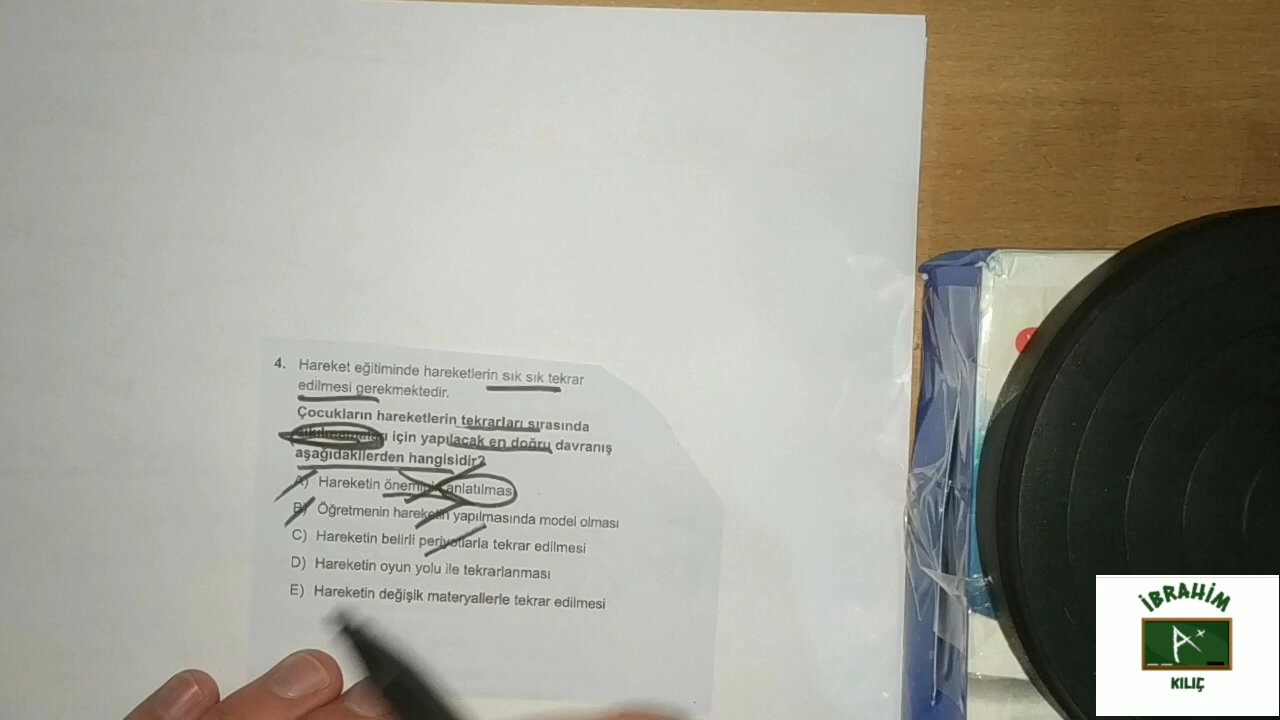 4. Hareket eğitiminde hareketlerin sık sık tekrar
edilmesi gerekmektedir.
Çocukların hareketlerin tekrarları sırasında
için yapılacak en doğru davranış
aşağıdakilerden hangisidir?
A) Hareketin öneminin anlatılması
B) Öğretmenin hareketin yapılmasında model olması
C) Hareketin belirli periyotlarla tekrar edilmesi
D) Hareketin oyun yolu ile tekrarlanması
E) Hareketin değişik materyallerle tekrar edilmesi
İBRAHİM
A+
KILIÇ